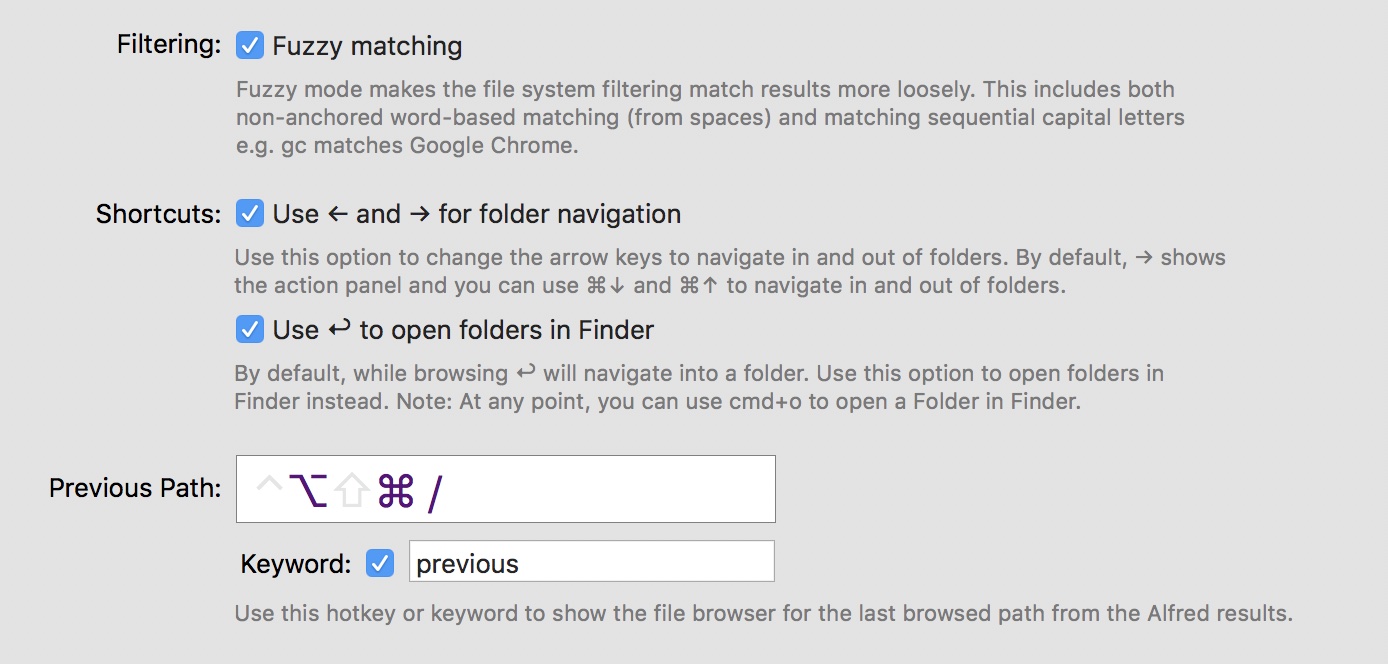 Filtering: Fuzzy matching
Fuzzy mode makes the file system filtering match results more loosely. This includes both
non-anchored word-based matching (from spaces) and matching sequential capital letters
e.g. gc matches Google Chrome.
Shortcuts: Use ← and → for folder navigation
Use this option to change the arrow keys to navigate in and out of folders. By default, → shows
the action panel and you can use ⌘↓ and ⌘↑ to navigate in and out of folders.
Use ↩ to open folders in Finder
By default, while browsing ↩ will navigate into a folder. Use this option to open folders in
Finder instead. Note: At any point, you can use cmd+o to open a Folder in Finder.
Previous Path: ^⌥⇧⌘ /
Keyword: previous
Use this hotkey or keyword to show the file browser for the last browsed path from the Alfred results.